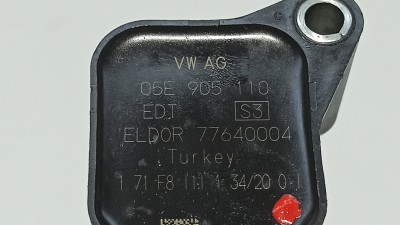 VW AG
05E 905 110
EDT S3
ELDOR 77640004
Turkey
1 71 F8 (1) 1 34/20 0-1